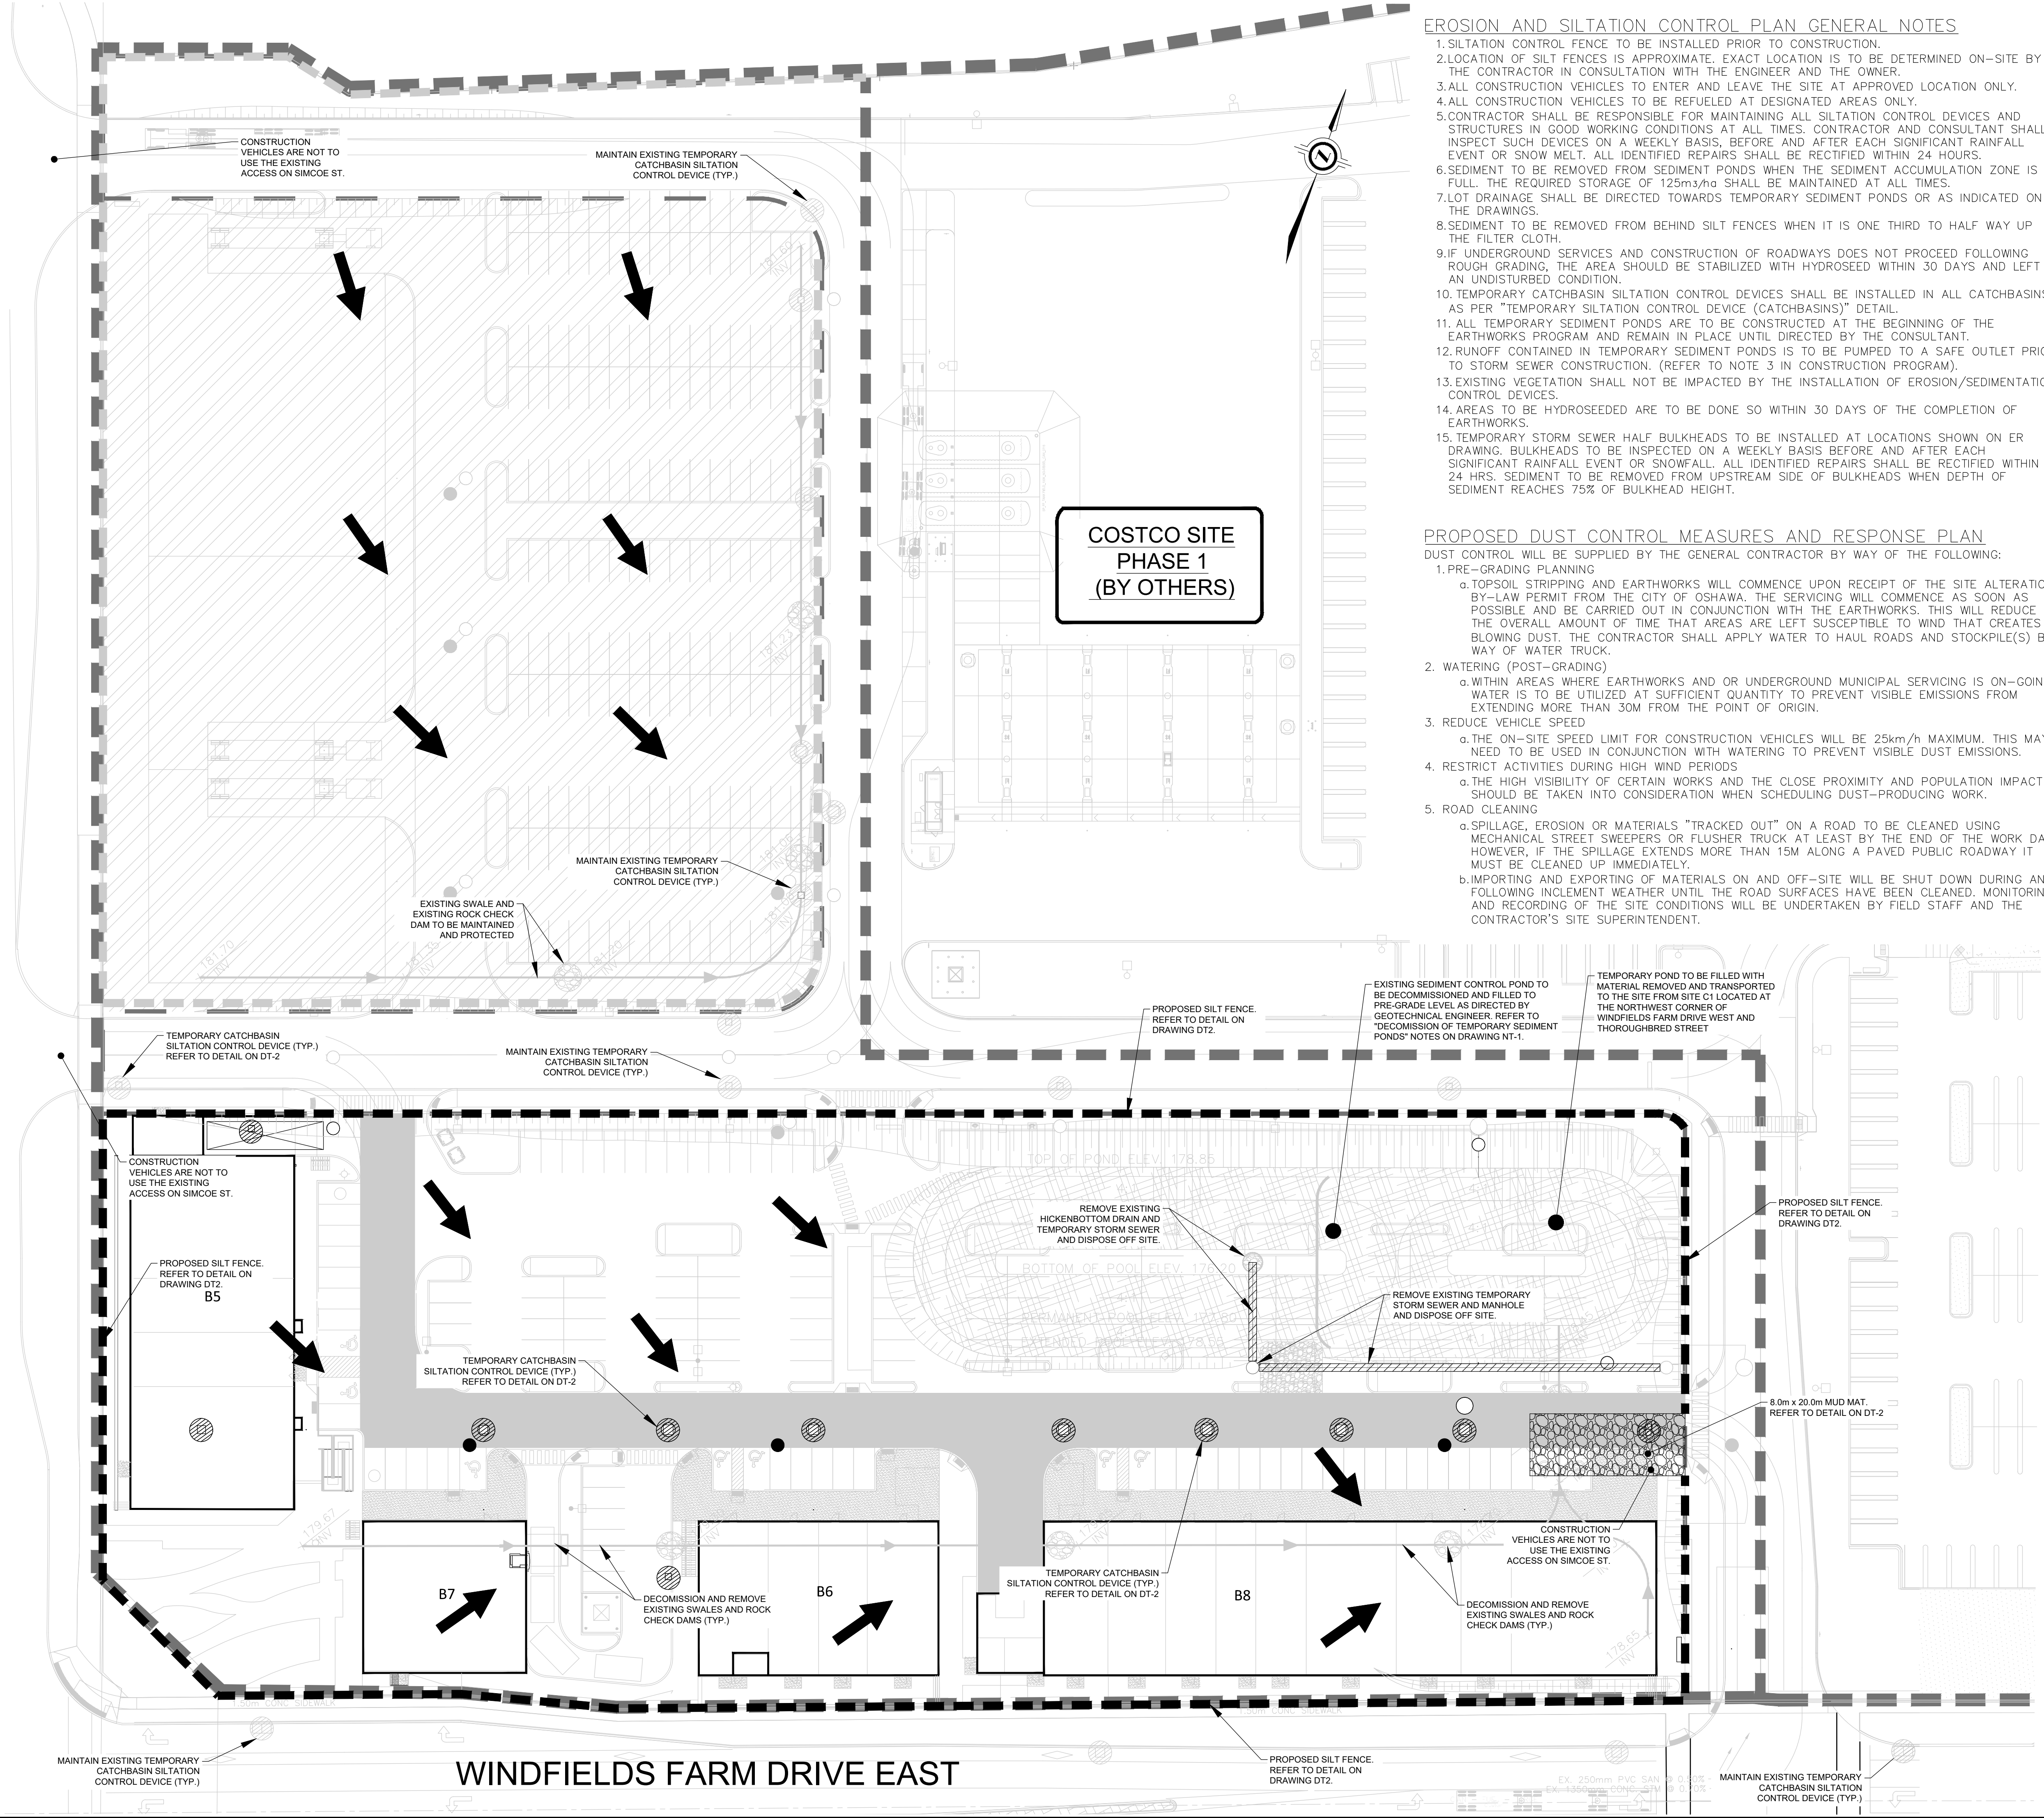 EROSION AND SILTATION CONTROL PLAN GENERAL NOTES
1. SILTATION CONTROL FENCE TO BE INSTALLED PRIOR TO CONSTRUCTION.
2. LOCATION OF SILT FENCES IS APPROXIMATE. EXACT LOCATION IS TO BE DETERMINED ON-SITE BY
THE CONTRACTOR IN CONSULTATION WITH THE ENGINEER AND THE OWNER.
3. ALL CONSTRUCTION VEHICLES TO ENTER AND LEAVE THE SITE AT APPROVED LOCATION ONLY.
4. ALL CONSTRUCTION VEHICLES TO BE REFUELED AT DESIGNATED AREAS ONLY.
5. CONTRACTOR SHALL BE RESPONSIBLE FOR MAINTAINING ALL SILTATION CONTROL DEVICES AND
STRUCTURES IN GOOD WORKING CONDITIONS AT ALL TIMES. CONTRACTOR AND CONSULTANT SHALL
INSPECT SUCH DEVICES ON A WEEKLY BASIS, BEFORE AND AFTER EACH SIGNIFICANT RAINFALL
EVENT OR SNOW MELT. ALL IDENTIFIED REPAIRS SHALL BE RECTIFIED WITHIN 24 HOURS.
6. SEDIMENT TO BE REMOVED FROM SEDIMENT PONDS WHEN THE SEDIMENT ACCUMULATION ZONE IS
FULL. THE REQUIRED STORAGE OF 125m3/ha SHALL BE MAINTAINED AT ALL TIMES.
7. LOT DRAINAGE SHALL BE DIRECTED TOWARDS TEMPORARY SEDIMENT PONDS OR AS INDICATED ON
THE DRAWINGS.
8. SEDIMENT TO BE REMOVED FROM BEHIND SILT FENCES WHEN IT IS ONE THIRD TO HALF WAY UP
THE FILTER CLOTH.
9. IF UNDERGROUND SERVICES AND CONSTRUCTION OF ROADWAYS DOES NOT PROCEED FOLLOWING
ROUGH GRADING, THE AREA SHOULD BE STABILIZED WITH HYDROSEED WITHIN 30 DAYS AND LEFT
AN UNDISTURBED CONDITION.
10. TEMPORARY CATCHBASIN SILTATION CONTROL DEVICES SHALL BE INSTALLED IN ALL CATCHBASINS
AS PER "TEMPORARY SILTATION CONTROL DEVICE (CATCHBASINS)" DETAIL.
11. ALL TEMPORARY SEDIMENT PONDS ARE TO BE CONSTRUCTED AT THE BEGINNING OF THE
EARTHWORKS PROGRAM AND REMAIN IN PLACE UNTIL DIRECTED BY THE CONSULTANT.
12. RUNOFF CONTAINED IN TEMPORARY SEDIMENT PONDS IS TO BE PUMPED TO A SAFE OUTLET PRIO
TO STORM SEWER CONSTRUCTION. (REFER TO NOTE 3 IN CONSTRUCTION PROGRAM).
13. EXISTING VEGETATION SHALL NOT BE IMPACTED BY THE INSTALLATION OF EROSION/SEDIMENTATIO
CONTROL DEVICES.
14. AREAS TO BE HYDROSEEDED ARE TO BE DONE SO WITHIN 30 DAYS OF THE COMPLETION OF
EARTHWORKS.
15. TEMPORARY STORM SEWER HALF BULKHEADS TO BE INSTALLED AT LOCATIONS SHOWN ON ER
DRAWING. BULKHEADS TO BE INSPECTED ON A WEEKLY BASIS BEFORE AND AFTER EACH
SIGNIFICANT RAINFALL EVENT OR SNOWFALL. ALL IDENTIFIED REPAIRS SHALL BE RECTIFIED WITHIN
24 HRS. SEDIMENT TO BE REMOVED FROM UPSTREAM SIDE OF BULKHEADS WHEN DEPTH OF
SEDIMENT REACHES 75% OF BULKHEAD HEIGHT.
PROPOSED DUST CONTROL MEASURES AND RESPONSE PLAN
DUST CONTROL WILL BE SUPPLIED BY THE GENERAL CONTRACTOR BY WAY OF THE FOLLOWING:
1. PRE-GRADING PLANNING
a. TOPSOIL STRIPPING AND EARTHWORKS WILL COMMENCE UPON RECEIPT OF THE SITE ALTERATIO
BY-LAW PERMIT FROM THE CITY OF OSHAWA. THE SERVICING WILL COMMENCE AS SOON AS
POSSIBLE AND BE CARRIED OUT IN CONJUNCTION WITH THE EARTHWORKS. THIS WILL REDUCE
THE OVERALL AMOUNT OF TIME THAT AREAS ARE LEFT SUSCEPTIBLE TO WIND THAT CREATES
BLOWING DUST. THE CONTRACTOR SHALL APPLY WATER TO HAUL ROADS AND STOCKPILE(S) B
WAY OF WATER TRUCK.
2. WATERING (POST-GRADING)
a. WITHIN AREAS WHERE EARTHWORKS AND OR UNDERGROUND MUNICIPAL SERVICING IS ON-GOIN
WATER IS TO BE UTILIZED AT SUFFICIENT QUANTITY TO PREVENT VISIBLE EMISSIONS FROM
EXTENDING MORE THAN 30M FROM THE POINT OF ORIGIN.
3. REDUCE VEHICLE SPEED
a. THE ON-SITE SPEED LIMIT FOR CONSTRUCTION VEHICLES WILL BE 25km/h MAXIMUM. THIS MAY
NEED TO BE USED IN CONJUNCTION WITH WATERING TO PREVENT VISIBLE DUST EMISSIONS.
4. RESTRICT ACTIVITIES DURING HIGH WIND PERIODS
a. THE HIGH VISIBILITY OF CERTAIN WORKS AND THE CLOSE PROXIMITY AND POPULATION IMPACT
SHOULD BE TAKEN INTO CONSIDERATION WHEN SCHEDULING DUST-PRODUCING WORK.
5. ROAD CLEANING
a. SPILLAGE, EROSION OR MATERIALS "TRACKED OUT" ON A ROAD TO BE CLEANED USING
MECHANICAL STREET SWEEPERS OR FLUSHER TRUCK AT LEAST BY THE END OF THE WORK DA
HOWEVER, IF THE SPILLAGE EXTENDS MORE THAN 15M ALONG A PAVED PUBLIC ROADWAY IT
MUST BE CLEANED UP IMMEDIATELY.
b. IMPORTING AND EXPORTING OF MATERIALS ON AND OFF-SITE WILL BE SHUT DOWN DURING AN
FOLLOWING INCLEMENT WEATHER UNTIL THE ROAD SURFACES HAVE BEEN CLEANED. MONITORIN
AND RECORDING OF THE SITE CONDITIONS WILL BE UNDERTAKEN BY FIELD STAFF AND THE
CONTRACTOR'S SITE SUPERINTENDENT.
CONSTRUCTION
VEHICLES ARE NOT TO
USE THE EXISTING
ACCESS ON SIMCOE ST.
MAINTAIN EXISTING TEMPORARY
CATCHBASIN SILTATION
CONTROL DEVICE (TYP.)
181.60
INV
Z
COSTCO SITE
PHASE 1
(BY OTHERS)
181.21
INV
MAINTAIN EXISTING TEMPORARY
CATCHBASIN SILTATION
CONTROL DEVICE (TYP.)
EXISTING SWALE AND
EXISTING ROCK CHECK
DAM TO BE MAINTAINED
AND PROTECTED
181.70
INV
TEMPORARY CATCHBASIN
SILTATION CONTROL DEVICE (TYP.)
REFER TO DETAIL ON DT-2
MAINTAIN EXISTING TEMPORARY
CATCHBASIN SILTATION
CONTROL DEVICE (TYP.)
PROPOSED SILT FENCE.
REFER TO DETAIL ON
DRAWING DT2.
EXISTING SEDIMENT CONTROL POND TO
BE DECOMMISSIONED AND FILLED TO
PRE-GRADE LEVEL AS DIRECTED BY
GEOTECHNICAL ENGINEER. REFER TO
"DECOMISSION OF TEMPORARY SEDIMENT
PONDS" NOTES ON DRAWING NT-1.
TEMPORARY POND TO BE FILLED WITH
MATERIAL REMOVED AND TRANSPORTED
TO THE SITE FROM SITE C1 LOCATED AT
THE NORTHWEST CORNER OF
WINDFIELDS FARM DRIVE WEST AND
THOROUGHBRED STREET
CONSTRUCTION
VEHICLES ARE NOT TO
USE THE EXISTING
ACCESS ON SIMCOE ST.
TOP OF POND ELEV. 178.85
REMOVE EXISTING
HICKENBOTTOM DRAIN AND
TEMPORARY STORM SEWER
AND DISPOSE OFF SITE.
PROPOSED SILT FENCE.
REFER TO DETAIL ON
DRAWING DT2.
PROPOSED SILT FENCE.
REFER TO DETAIL ON
DRAWING DT2.
B5
BOTTOM OF POOL ELEV. 176.20
REMOVE EXISTING TEMPORARY
STORM SEWER AND MANHOLE
AND DISPOSE OFF SITE.
TEMPORARY CATCHBASIN
SILTATION CONTROL DEVICE (TYP.)
REFER TO DETAIL ON DT-2
8.0m x 20.0m MUD MAT.
REFER TO DETAIL ON DT-2
179.67
INV
CONSTRUCTION
VEHICLES ARE NOT TO
USE THE EXISTING
ACCESS ON SIMCOE ST.
TEMPORARY CATCHBASIN
SILTATION CONTROL DEVICE (TYP.)
REFER TO DETAIL ON DT-2
B7
B6
B8
DECOMISSION AND REMOVE
EXISTING SWALES AND ROCK
CHECK DAMS (TYP.)
DECOMISSION AND REMOVE
EXISTING SWALES AND ROCK
CHECK DAMS (TYP.)
178.65
INV
1.50m CONC SIDEWALK
1.50m CONC SIDEWALK
MAINTAIN EXISTING TEMPORARY
CATCHBASIN SILTATION
CONTROL DEVICE (TYP.)
WINDFIELDS FARM DRIVE EAST
PROPOSED SILT FENCE.
REFER TO DETAIL ON
DRAWING DT2.
EX. 250mm PVC SAN
MAINTAIN EXISTING TEMPORARY
CATCHBASIN SILTATION
CONTROL DEVICE (TYP.)